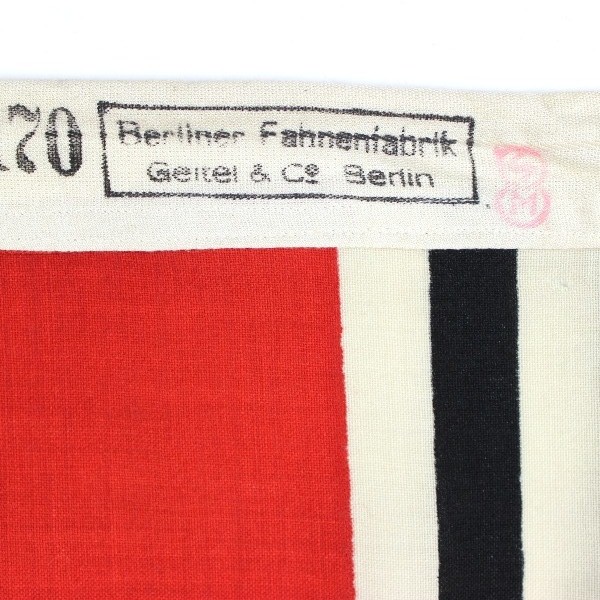 70
Berliner Fahnenfabrik
Geitel & Co Berlin